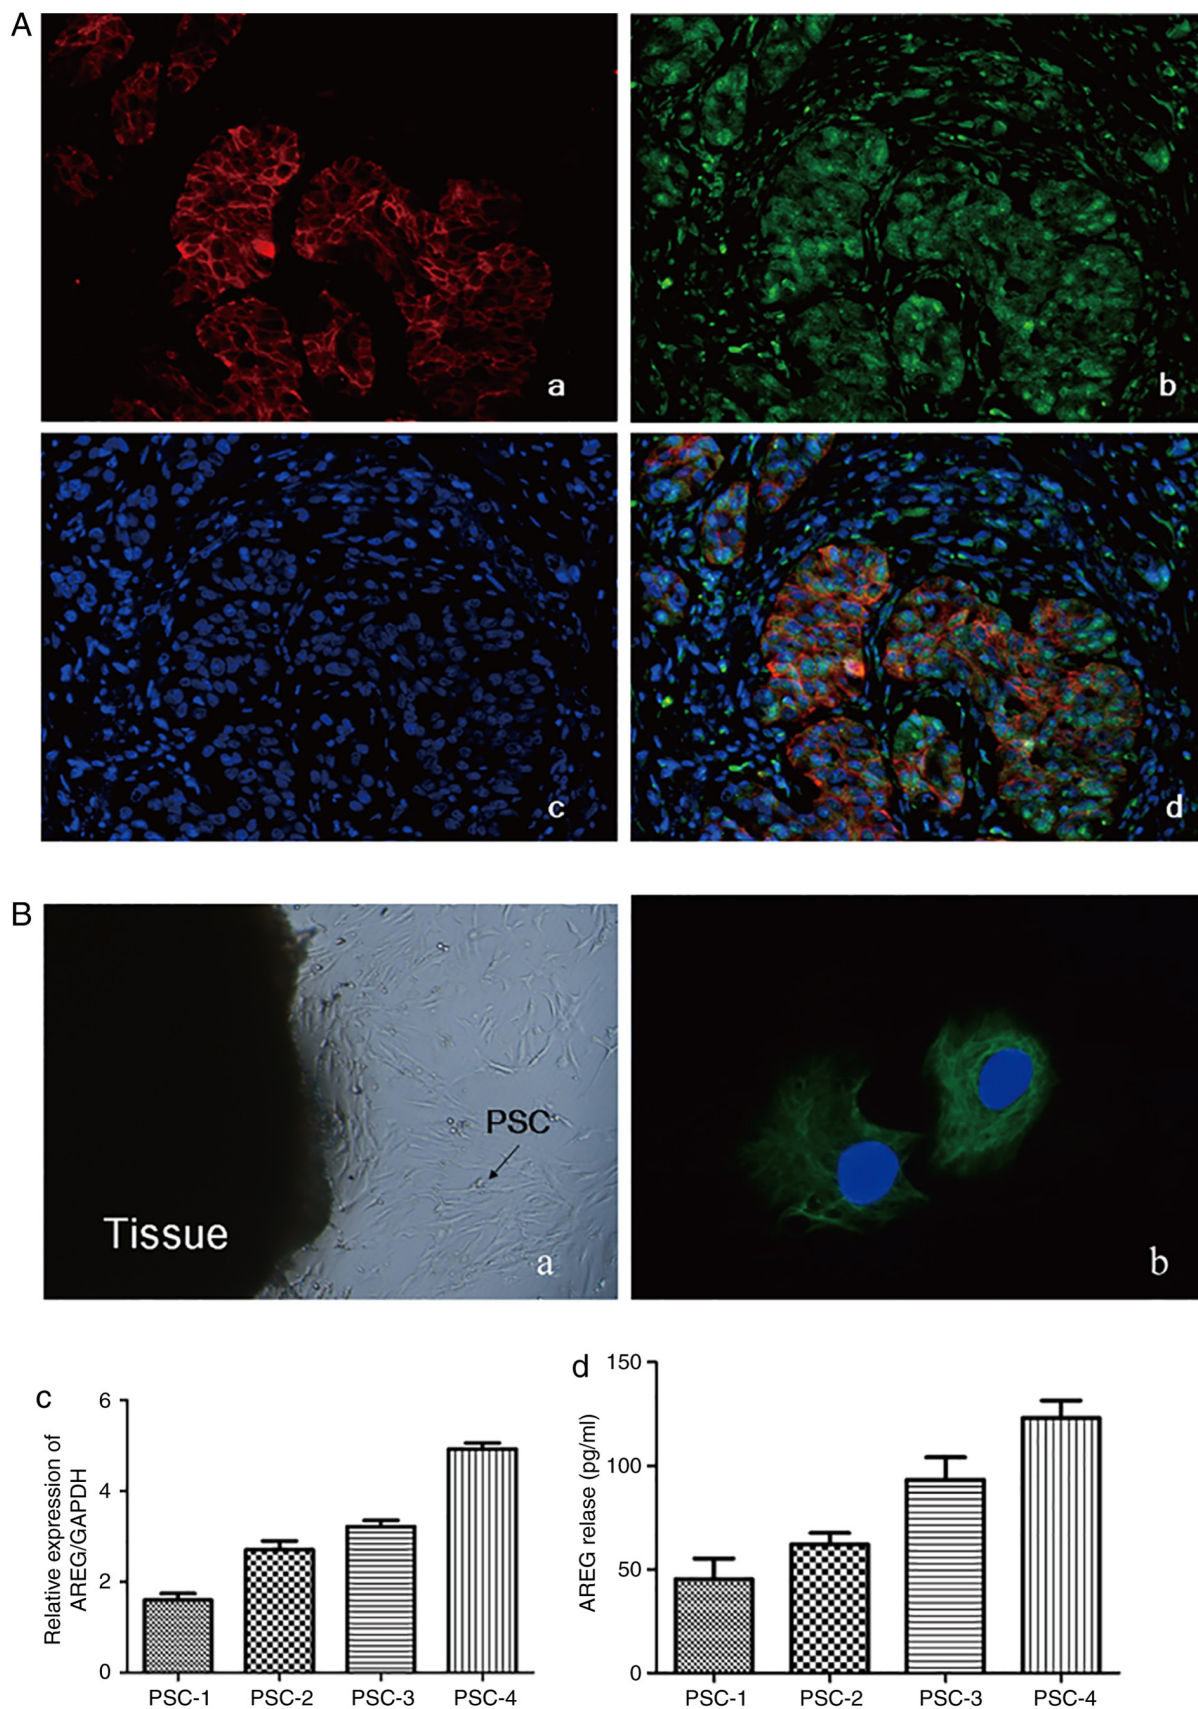 A
a
b
c
d
B
PSC
Tissue
a
b
c
Relative expression of
AREG/GAPDH
6
4
2
0
PSC-1
PSC-2
PSC-3
PSC-4
d
AREG relase (pg/ml)
150
100
50
0
PSC-1
PSC-2
PSC-3
PSC-4